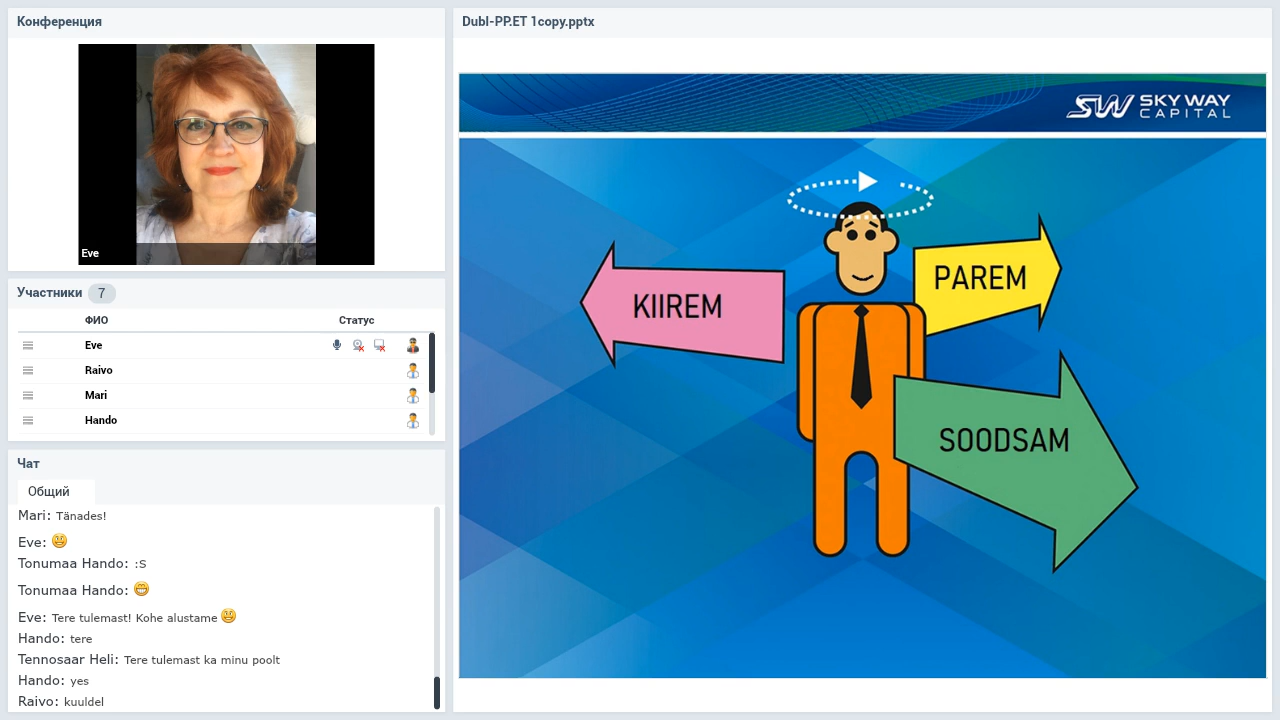 Конференция
Eve
Участники 7
ФИО Статус
Eve
Raivo
Mari
Hando
Чат
Общий
Mari: Tänades!
Eve:
Tonumaa Hando: :S
Tonumaa Hando:
Eve: Tere tulemast! Kohe alustame
Hando: tere
Tennosaar Heli: Tere tulemast ka minu poolt
Hando: yes
Raivo: kuuldel
Dubl-PP.ET 1copy.pptx
SW SKY WAY
CAPITAL
KIIREM
PAREM
SOODSAM